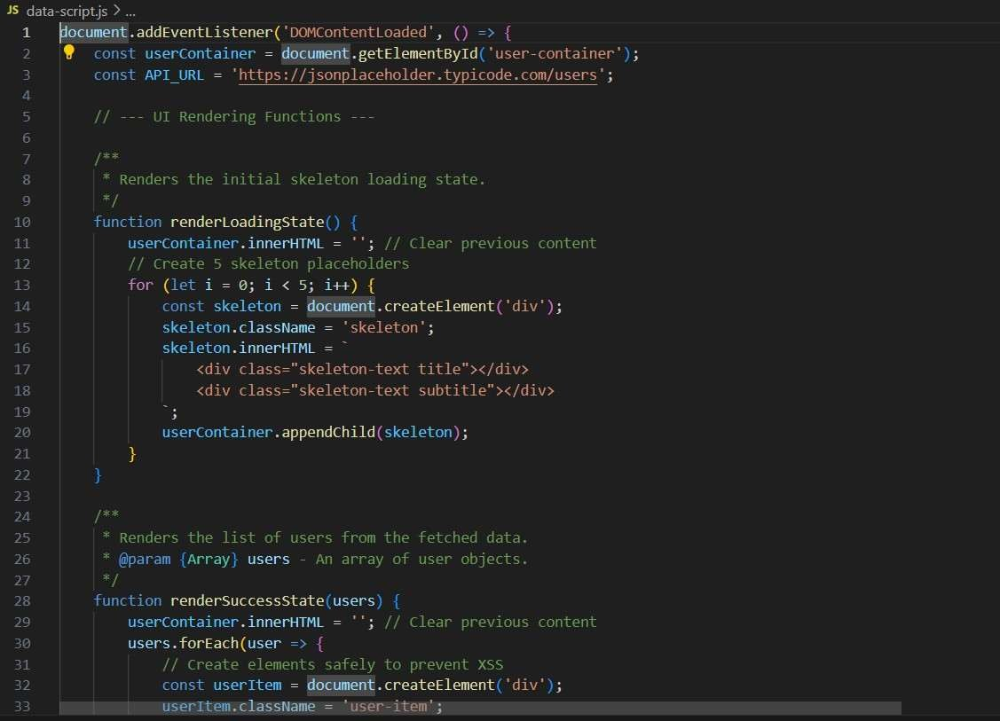 JS data-script.js > ...
1 document.addEventListener('DOMContentLoaded', () => {
2     const userContainer = document.getElementById('user-container');
3     const API_URL = 'https://jsonplaceholder.typicode.com/users';
4
5     // --- UI Rendering Functions ---
6
7     /**
8      * Renders the initial skeleton loading state.
9      */
10     function renderLoadingState() {
11         userContainer.innerHTML = ''; // Clear previous content
12         // Create 5 skeleton placeholders
13         for (let i = 0; i < 5; i++) {
14             const skeleton = document.createElement('div');
15             skeleton.className = 'skeleton';
16             skeleton.innerHTML = `
17                 <div class="skeleton-text title"></div>
18                 <div class="skeleton-text subtitle"></div>
19             `;
20             userContainer.appendChild(skeleton);
21         }
22     }
23
24     /**
25      * Renders the list of users from the fetched data.
26      * @param {Array} users - An array of user objects.
27      */
28     function renderSuccessState(users) {
29         userContainer.innerHTML = ''; // Clear previous content
30         users.forEach(user => {
31             // Create elements safely to prevent XSS
32             const userItem = document.createElement('div');
33             userItem.className = 'user-item';